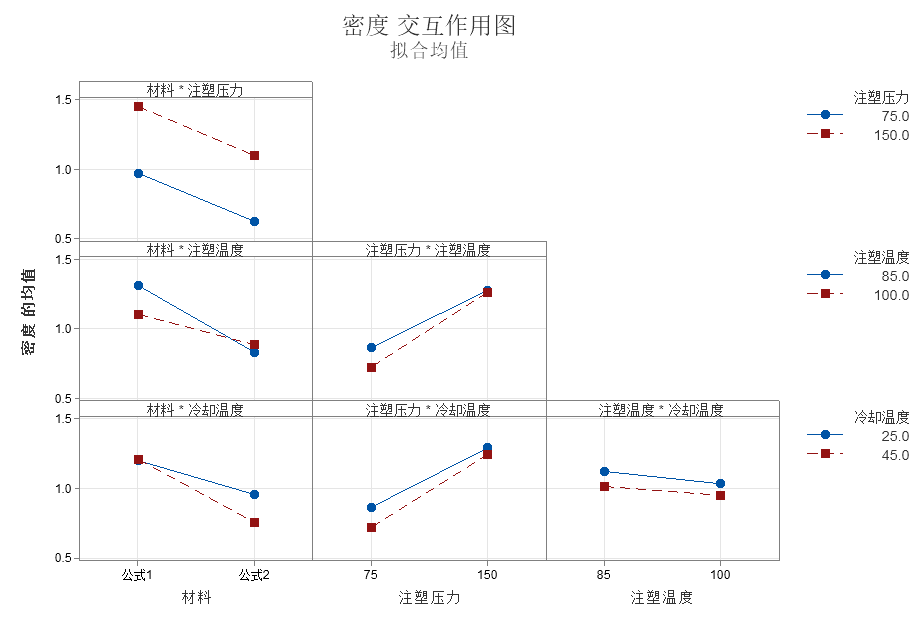 密度 交互作用图
拟合均值
材料 * 注塑压力
1.5
1.0
0.5
注塑压力
75.0
150.0
材料 * 注塑温度
注塑压力 * 注塑温度
1.5
1.0
0.5
注塑温度
85.0
100.0
密度 的均值
材料 * 冷却温度
注塑压力 * 冷却温度
注塑温度 * 冷却温度
1.5
1.0
0.5
冷却温度
25.0
45.0
公式1
公式2
75
150
85
100
材料
注塑压力
注塑温度